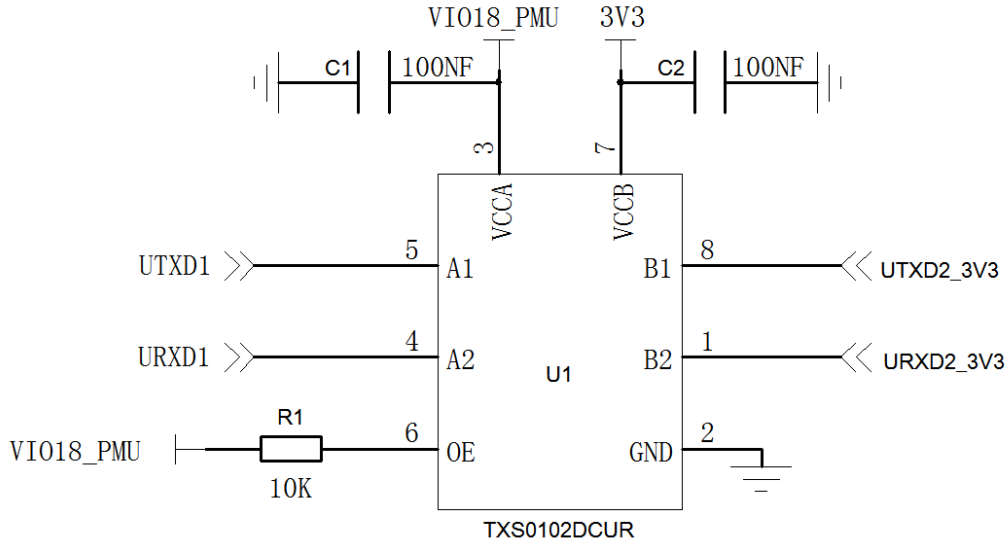 VIO18_PMU
3V3
C1
100NF
C2
100NF
3
7
VCCA
VCCB
UTXD1
5
A1
B1
8
UTXD2_3V3
URXD1
4
A2
B2
1
URXD2_3V3
U1
R1
VIO18_PMU
6
OE
GND
2
10K
TXS0102DCUR